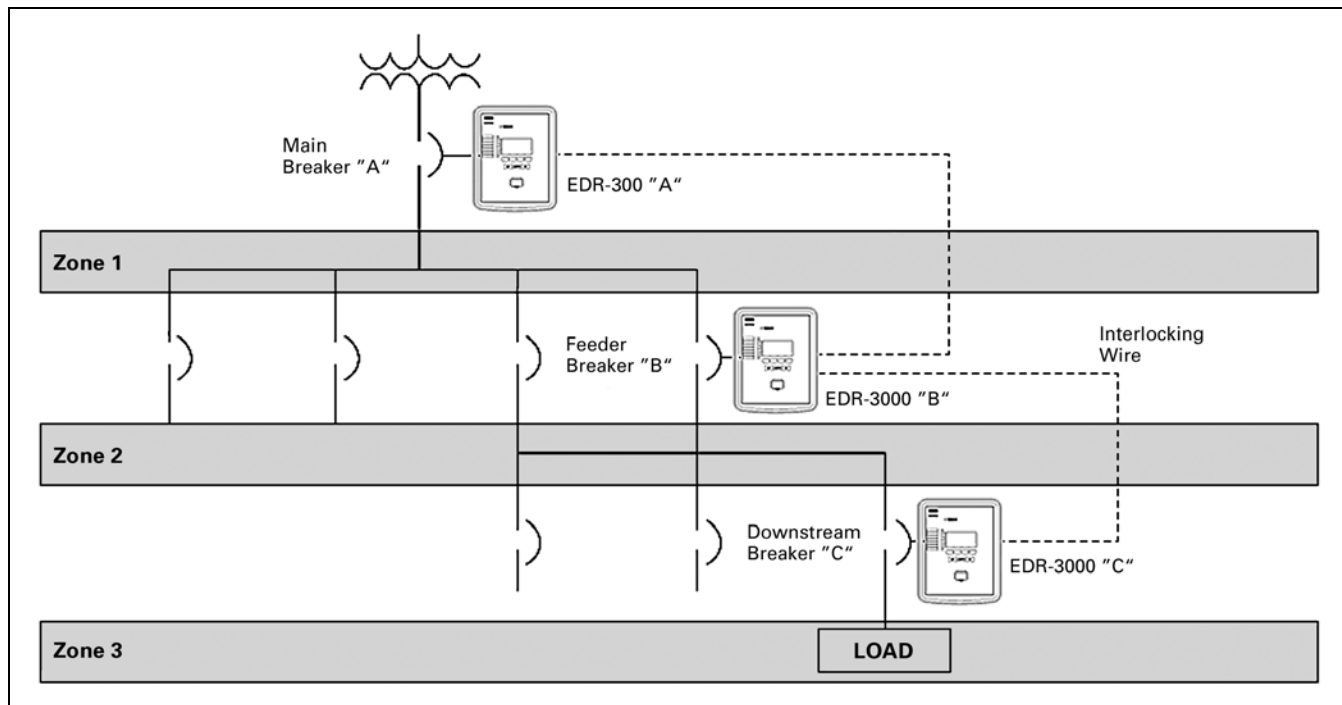 Main
Breaker "A“
EDR-300 "A“
Zone 1
Feeder
Breaker "B“
Interlocking
Wire
EDR-3000 "B“
Zone 2
Downstream
Breaker "C“
EDR-3000 "C“
Zone 3
LOAD